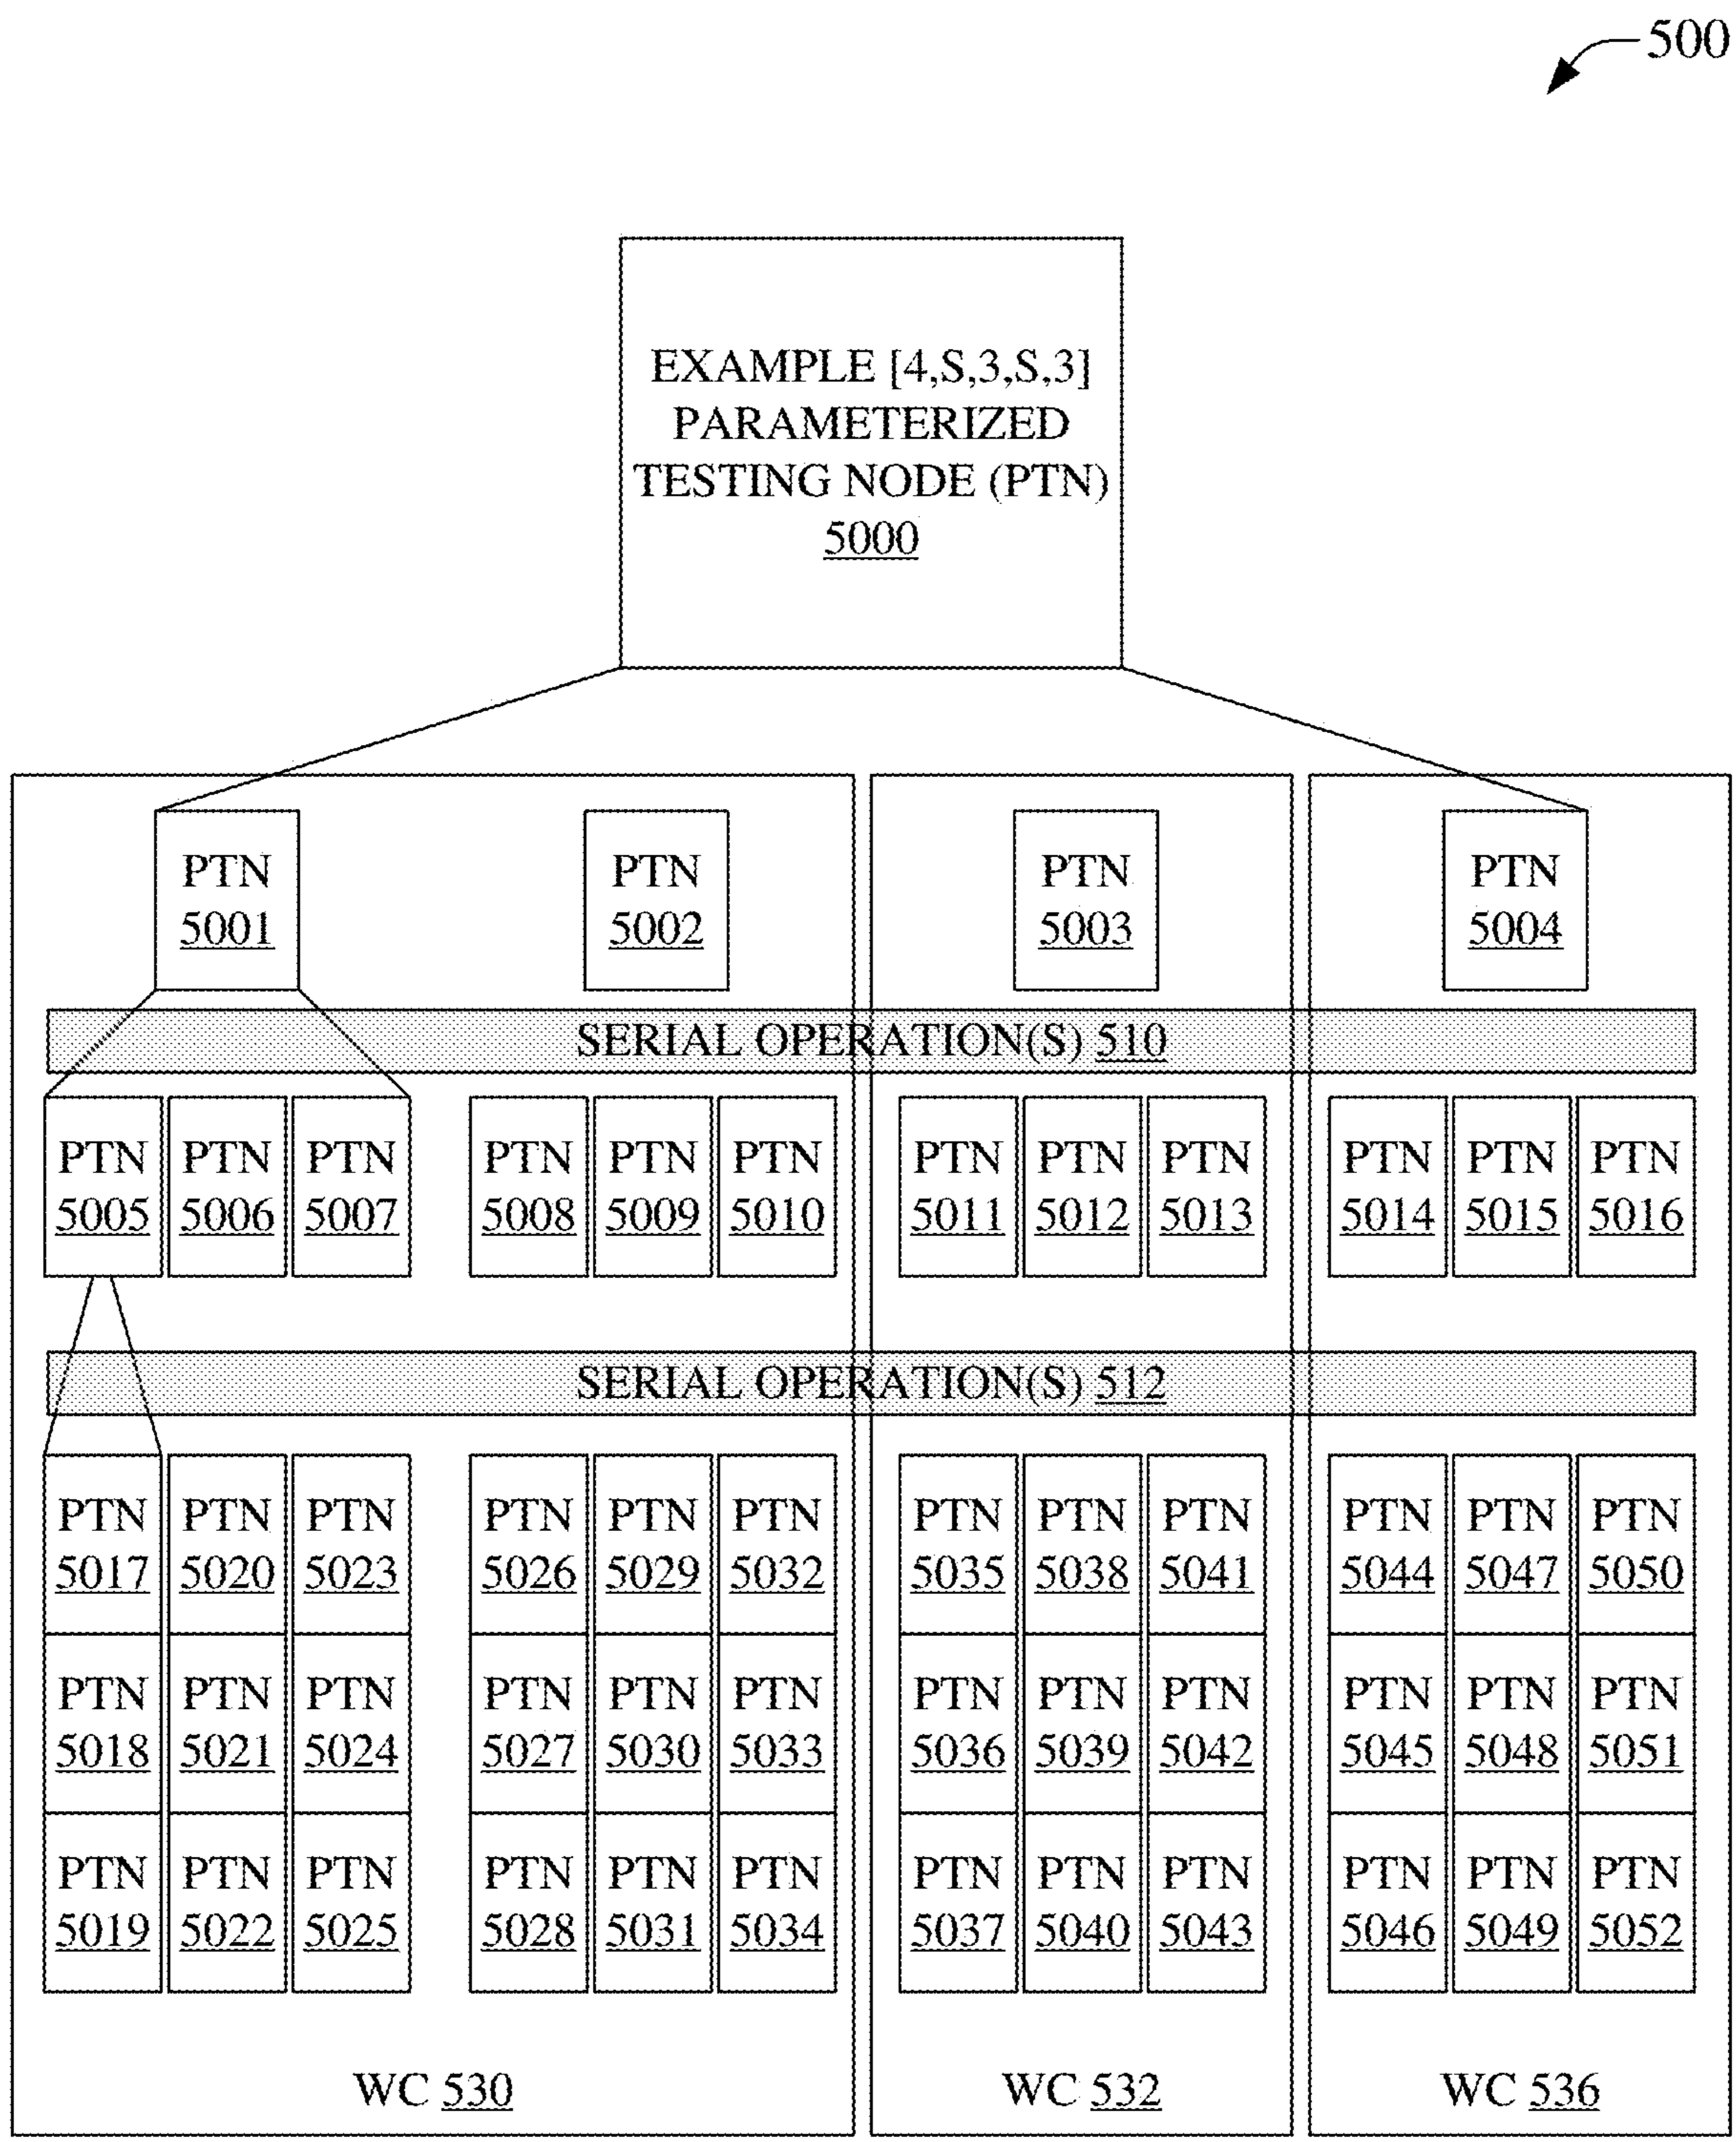 500
EXAMPLE [4,S,3,S,3]
PARAMETERIZED
TESTING NODE (PTN)
5000
PTN PTN PTN PTN
5001 5002 5003 5004
SERIAL OPERATION(S) 510
PTN PTN PTN PTN PTN PTN PTN PTN PTN PTN PTN PTN
5005 5006 5007 5008 5009 5010 5011 5012 5013 5014 5015 5016
SERIAL OPERATION(S) 512
PTN PTN PTN PTN PTN PTN PTN PTN PTN PTN PTN PTN
5017 5020 5023 5026 5029 5032 5035 5038 5041 5044 5047 5050
PTN PTN PTN PTN PTN PTN PTN PTN PTN PTN PTN PTN
5018 5021 5024 5027 5030 5033 5036 5039 5042 5045 5048 5051
PTN PTN PTN PTN PTN PTN PTN PTN PTN PTN PTN PTN
5019 5022 5025 5028 5031 5034 5037 5040 5043 5046 5049 5052
WC 530 WC 532 WC 536